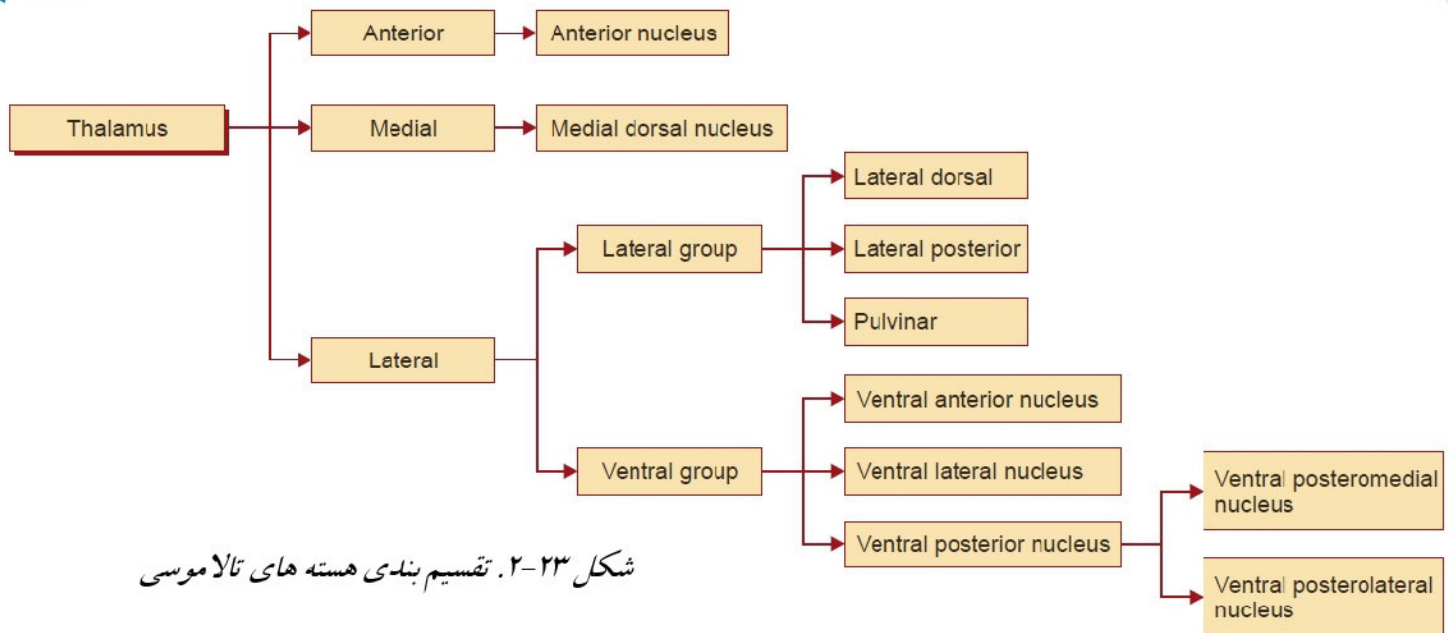 Anterior
Anterior nucleus
Thalamus
Medial
Medial dorsal nucleus
Lateral dorsal
Lateral group
Lateral posterior
Pulvinar
Lateral
Ventral anterior nucleus
Ventral group
Ventral lateral nucleus
Ventral posteromedial
nucleus
Ventral posterior nucleus
Ventral posterolateral
nucleus
شکل ۲۳-۲. تقسیم بندی هسته های تالاموسی